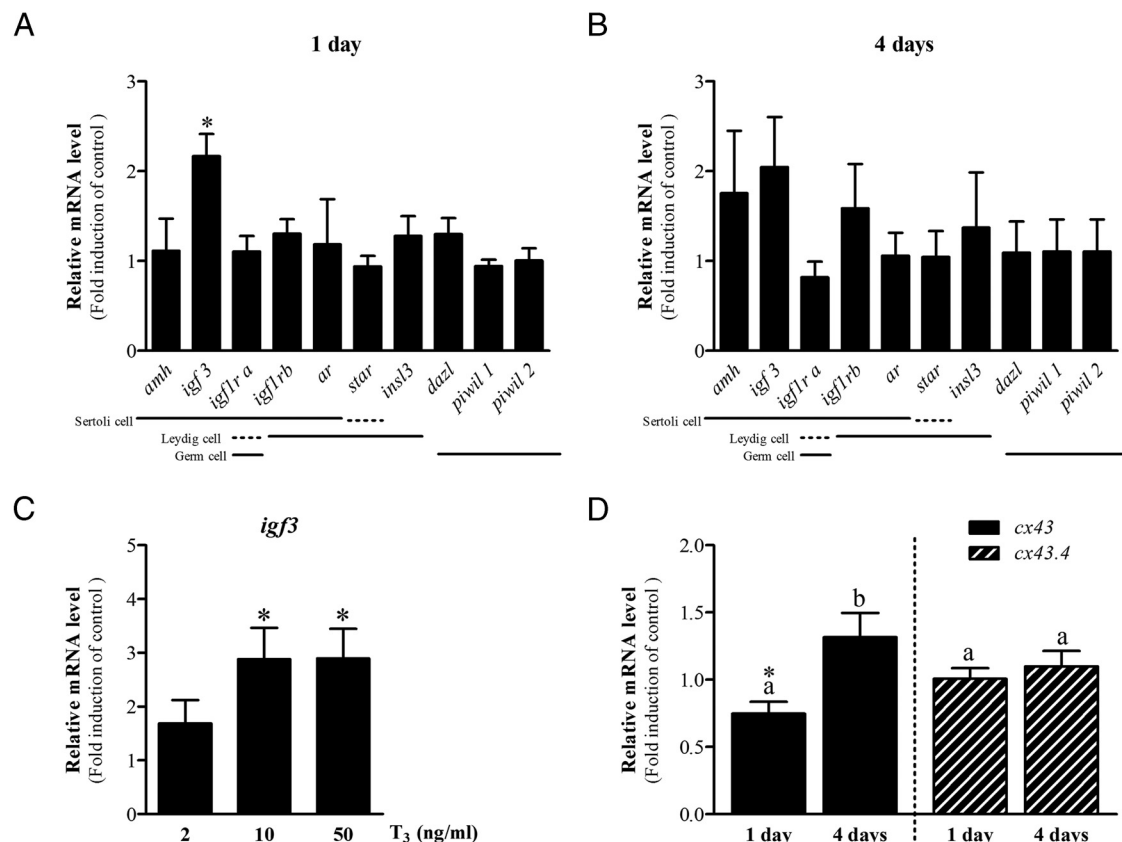 A
1 day
Relative mRNA level
(Fold induction of control )
3
2
1
0
*
amh
igf 3
igf1r a
igf1rb
ar
star
insl3
dazl
piwil 1
piwil 2
Sertoli cell
Leydig cell
Germ cell
B
4 days
Relative mRNA level
(Fold induction of control )
3
2
1
0
amh
igf 3
igf1r a
igf1rb
ar
star
insl3
dazl
piwil 1
piwil 2
Sertoli cell
Leydig cell
Germ cell
C
igf3
Relative mRNA level
(Fold induction of control )
5
4
3
2
1
0
* *
2 10 50 T3 (ng/ml)
D
cx43
cx43.4
Relative mRNA level
(Fold induction of control )
2.0
1.5
1.0
0.5
0.0
*
a b a a
1 day 4 days 1 day 4 days